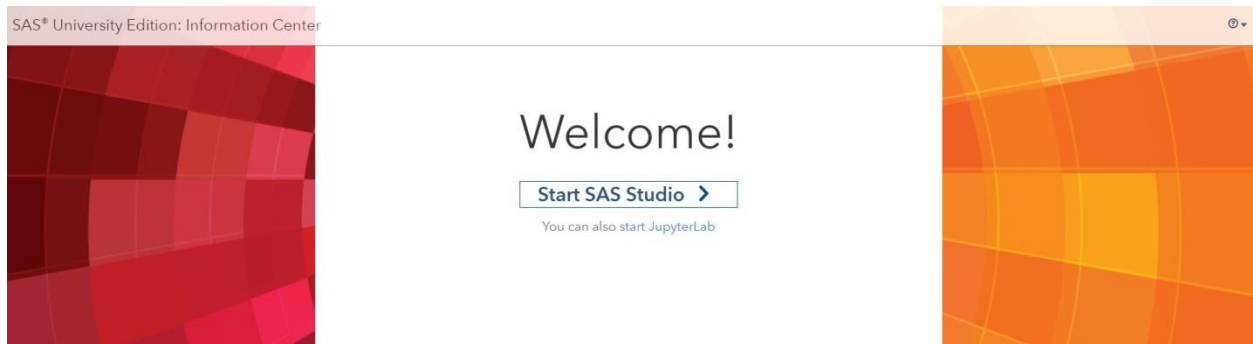 SAS® University Edition: Information Center
Welcome!
Start SAS Studio
You can also start JupyterLab